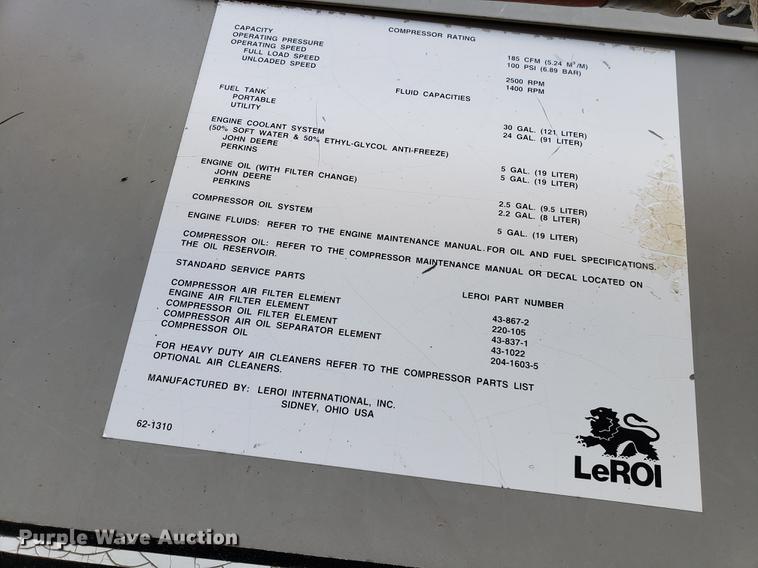 COMPRESSOR RATING
CAPACITY 185 CFM (5.24 M³/M)
OPERATING PRESSURE 100 PSI (6.89 BAR)
OPERATING SPEED
FULL LOAD SPEED 2500 RPM
UNLOADED SPEED 1400 RPM
FLUID CAPACITIES
FUEL TANK
PORTABLE 30 GAL. (121 LITER)
UTILITY 24 GAL. (91 LITER)
ENGINE COOLANT SYSTEM
(50% SOFT WATER & 50% ETHYL-GLYCOL ANTI-FREEZE)
JOHN DEERE 5 GAL. (19 LITER)
PERKINS 5 GAL. (19 LITER)
ENGINE OIL (WITH FILTER CHANGE)
JOHN DEERE 2.5 GAL. (9.5 LITER)
PERKINS 2.2 GAL. (8 LITER)
COMPRESSOR OIL SYSTEM 5 GAL. (19 LITER)
ENGINE FLUIDS: REFER TO THE ENGINE MAINTENANCE MANUAL FOR OIL AND FUEL SPECIFICATIONS.
COMPRESSOR OIL: REFER TO THE COMPRESSOR MAINTENANCE MANUAL OR DECAL LOCATED ON
THE OIL RESERVOIR.
STANDARD SERVICE PARTS LEROI PART NUMBER
COMPRESSOR AIR FILTER ELEMENT 43-867-2
ENGINE AIR FILTER ELEMENT 220-105
COMPRESSOR OIL FILTER ELEMENT 43-837-1
COMPRESSOR AIR OIL SEPARATOR ELEMENT 43-1022
COMPRESSOR OIL 204-1603-5
FOR HEAVY DUTY AIR CLEANERS REFER TO THE COMPRESSOR PARTS LIST
OPTIONAL AIR CLEANERS.
MANUFACTURED BY: LEROI INTERNATIONAL, INC.
SIDNEY, OHIO USA
62-1310
LeROI
Purple Wave Auction